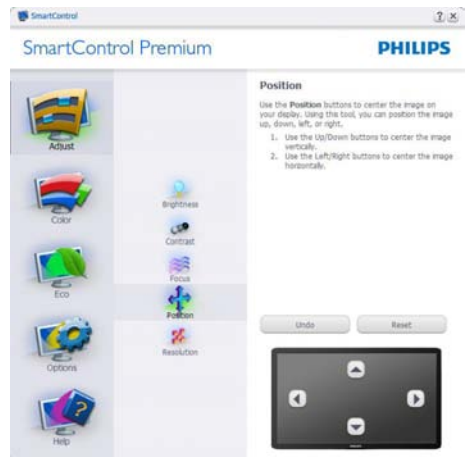 SmartControl
SmartControl Premium
PHILIPS
Adjust
Color
Eco
Options
Help
Brightness
Contrast
Focus
Position
Resolution
Position
Use the Position buttons to center the image on
your display. Using this tool, you can position the image
up, down, left, or right.
1. Use the Up/Down buttons to center the image
vertically.
2. Use the Left/Right buttons to center the image
horizontally.
Undo
Reset
PHILIPS